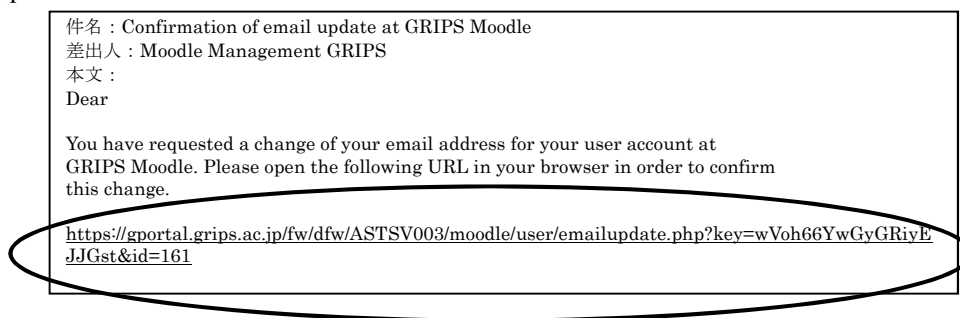 件名：Confirmation of email update at GRIPS Moodle
差出人：Moodle Management GRIPS
本文：
Dear
You have requested a change of your email address for your user account at
GRIPS Moodle. Please open the following URL in your browser in order to confirm
this change.
https://gportal.grips.ac.jp/fw/dfw/ASTSV003/moodle/user/emailupdate.php?key=wVoh66YwGyGRiyE
JJGst&id=161